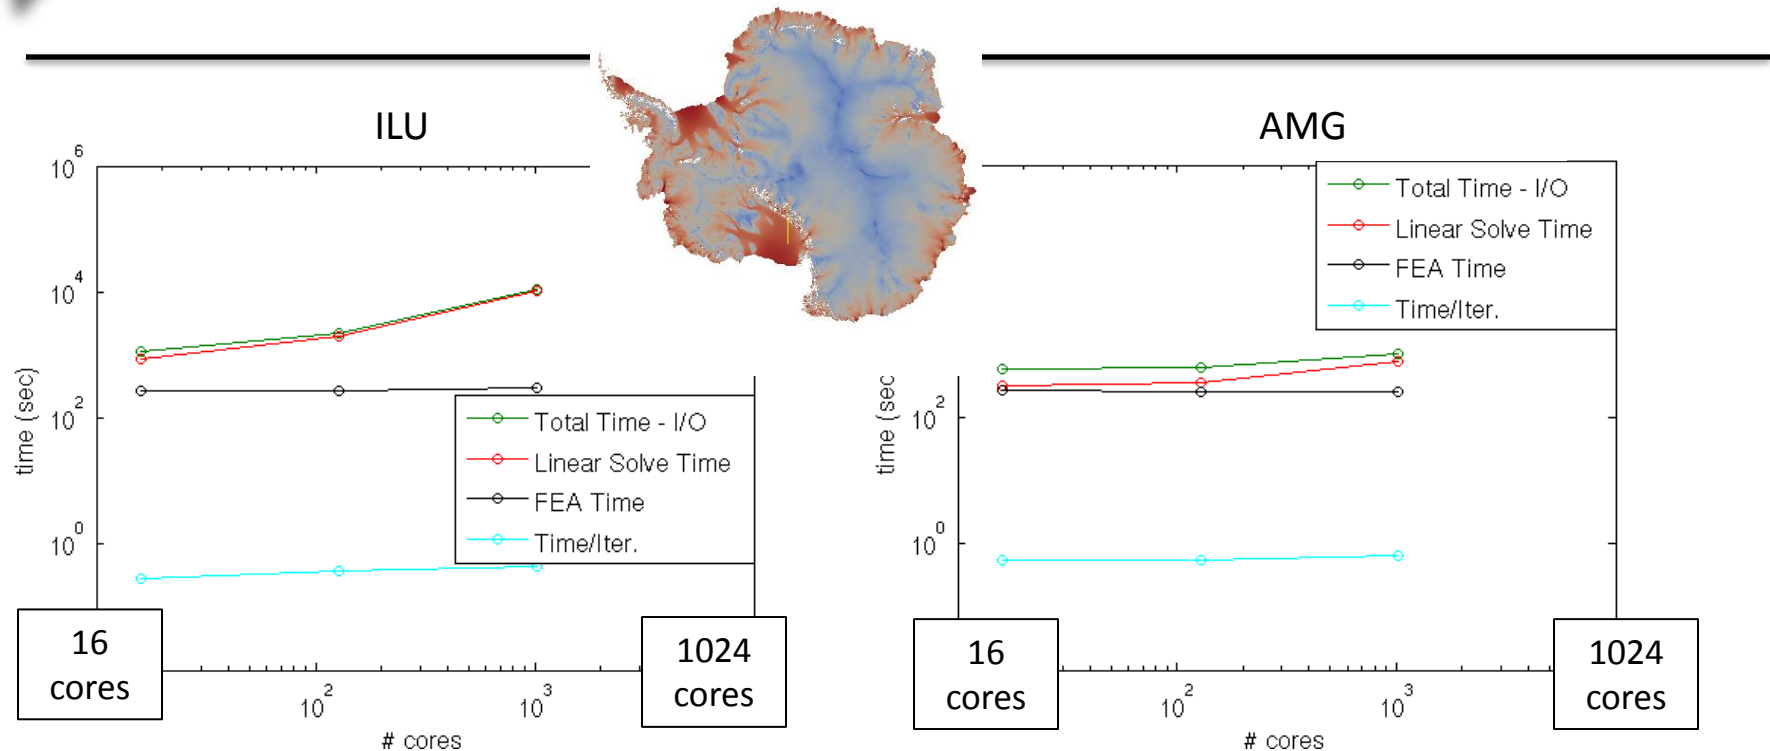 ILU
10^6
10^4
10^2
10^0
time (sec)
Total Time - I/O
Linear Solve Time
FEA Time
Time/Iter.
16
cores
1024
cores
10^2
10^3
# cores
AMG
Total Time - I/O
Linear Solve Time
FEA Time
Time/Iter.
10^2
10^0
time (sec
16
cores
1024
cores
10^2
10^3
# cores